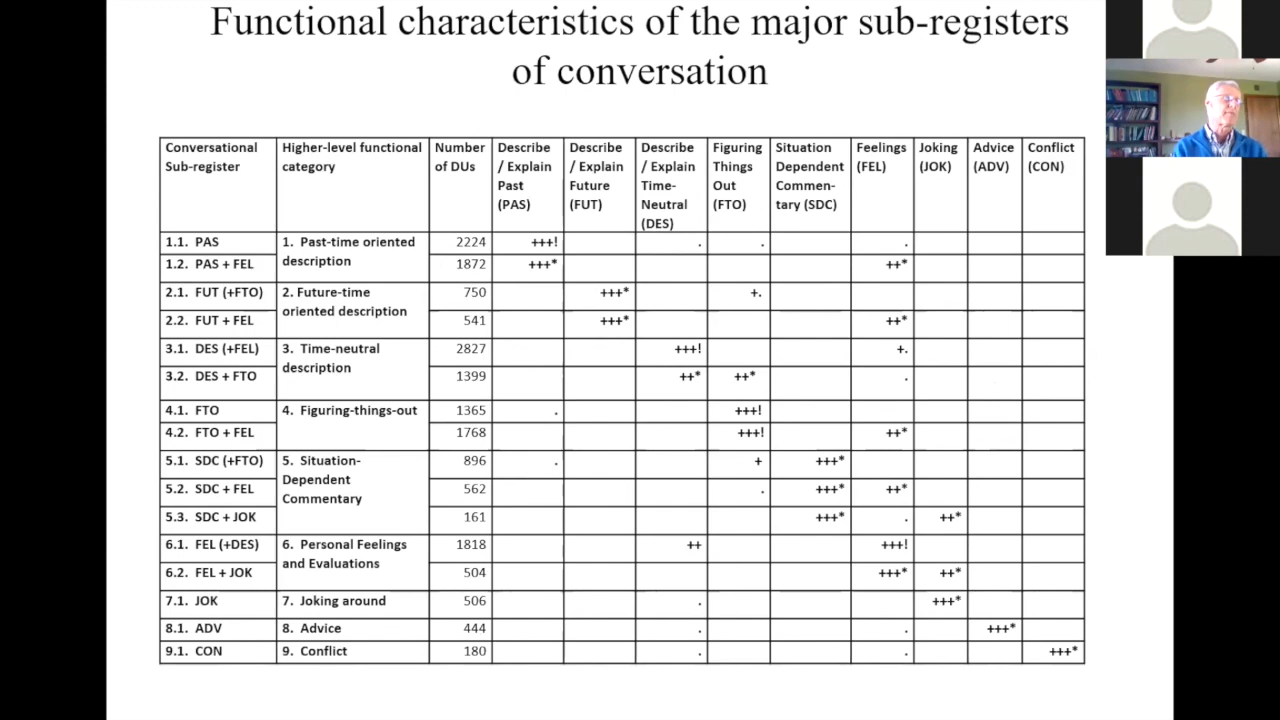 Functional characteristics of the major sub-registers
of conversation
Conversational Sub-register | Higher-level functional category | Number of DUs | Describe / Explain Past (PAS) | Describe / Explain Future (FUT) | Describe / Explain Time-Neutral (DES) | Figuring Things Out (FTO) | Situation Dependent Commen-tary (SDC) | Feelings (FEL) | Joking (JOK) | Advice (ADV) | Conflict (CON)
1.1. PAS | 1. Past-time oriented description | 2224 | +++! | | . | . | | . | | |
1.2. PAS + FEL | | 1872 | +++* | | | | | ++* | | |
2.1. FUT (+FTO) | 2. Future-time oriented description | 750 | | +++* | | +. | | | | |
2.2. FUT + FEL | | 541 | | +++* | | | | ++* | | |
3.1. DES (+FEL) | 3. Time-neutral description | 2827 | | | +++! | | | +. | | |
3.2. DES + FTO | | 1399 | | | ++* | ++* | | . | | |
4.1. FTO | 4. Figuring-things-out | 1365 | . | | | +++! | | | | |
4.2. FTO + FEL | | 1768 | | | | +++! | | ++* | | |
5.1. SDC (+FTO) | 5. Situation-Dependent Commentary | 896 | . | | | + | +++* | | | |
5.2. SDC + FEL | | 562 | | | | . | +++* | ++* | | |
5.3. SDC + JOK | | 161 | | | | | +++* | . | ++* | |
6.1. FEL (+DES) | 6. Personal Feelings and Evaluations | 1818 | | | ++ | | | +++! | | |
6.2. FEL + JOK | | 504 | | | | | | +++* | ++* | |
7.1. JOK | 7. Joking around | 506 | | | . | | | | +++* | |
8.1. ADV | 8. Advice | 444 | | | . | | | . | | +++* |
9.1. CON | 9. Conflict | 180 | | | . | | | . | | | +++*